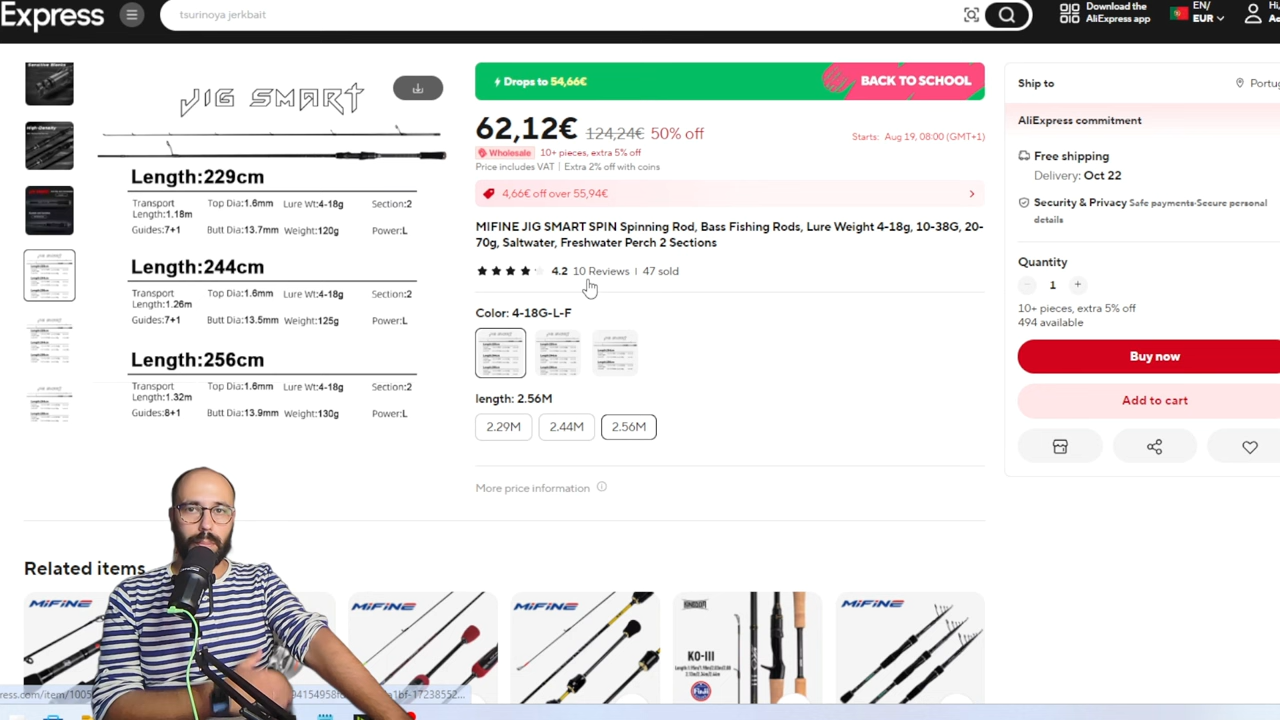 Express
tsurinoya jerkbait
Download the
AliExpress app
EN/
EUR
Hi,
JIG SMART
Length:229cm
Transport
Length:1.18m
Top Dia:1.6mm
Lure Wt:4-18g
Section:2
Guides:7+1
Butt Dia:13.7mm
Weight:120g
Power:L
Length:244cm
Transport
Length:1.26m
Top Dia:1.6mm
Lure Wt:4-18g
Section:2
Guides:7+1
Butt Dia:13.5mm
Weight:125g
Power:L
Length:256cm
Transport
Length:1.32m
Top Dia:1.6mm
Lure Wt:4-18g
Section:2
Guides:8+1
Butt Dia:13.9mm
Weight:130g
Power:L
Drops to 54,66€
BACK TO SCHOOL
62,12€ 124,24€ 50% off
Starts: Aug 19, 08:00 (GMT+1)
Wholesale 10+ pieces, extra 5% off
Price includes VAT | Extra 2% off with coins
4,66€ off over 55,94€
MIFINE JIG SMART SPIN Spinning Rod, Bass Fishing Rods, Lure Weight 4-18g, 10-38G, 20-
70g, Saltwater, Freshwater Perch 2 Sections
4.2 10 Reviews | 47 sold
Color: 4-18G-L-F
length: 2.56M
2.29M 2.44M 2.56M
More price information
Ship to
Portug
AliExpress commitment
Free shipping
Delivery: Oct 22
Security & Privacy Safe payments·Secure personal
details
Quantity
1
10+ pieces, extra 5% off
494 available
Buy now
Add to cart
Related items
MIFINE
MIFINE
MIFINE
KINGDOM
KO-III
Fuji
MIFINE